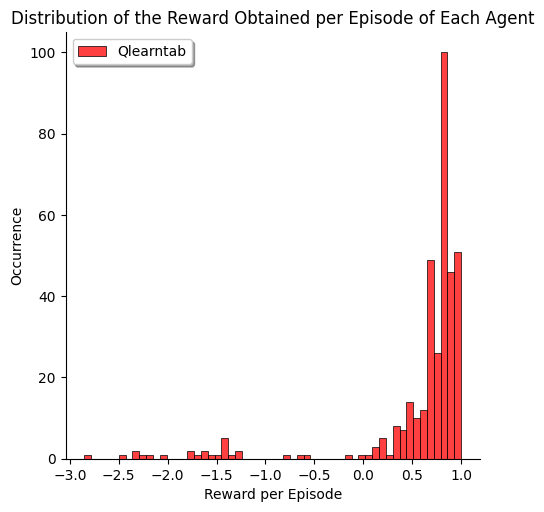 Distribution of the Reward Obtained per Episode of Each Agent
Qlearntab
100
80
60
40
20
0
Occurrence
−3.0 −2.5 −2.0 −1.5 −1.0 −0.5 0.0 0.5 1.0
Reward per Episode